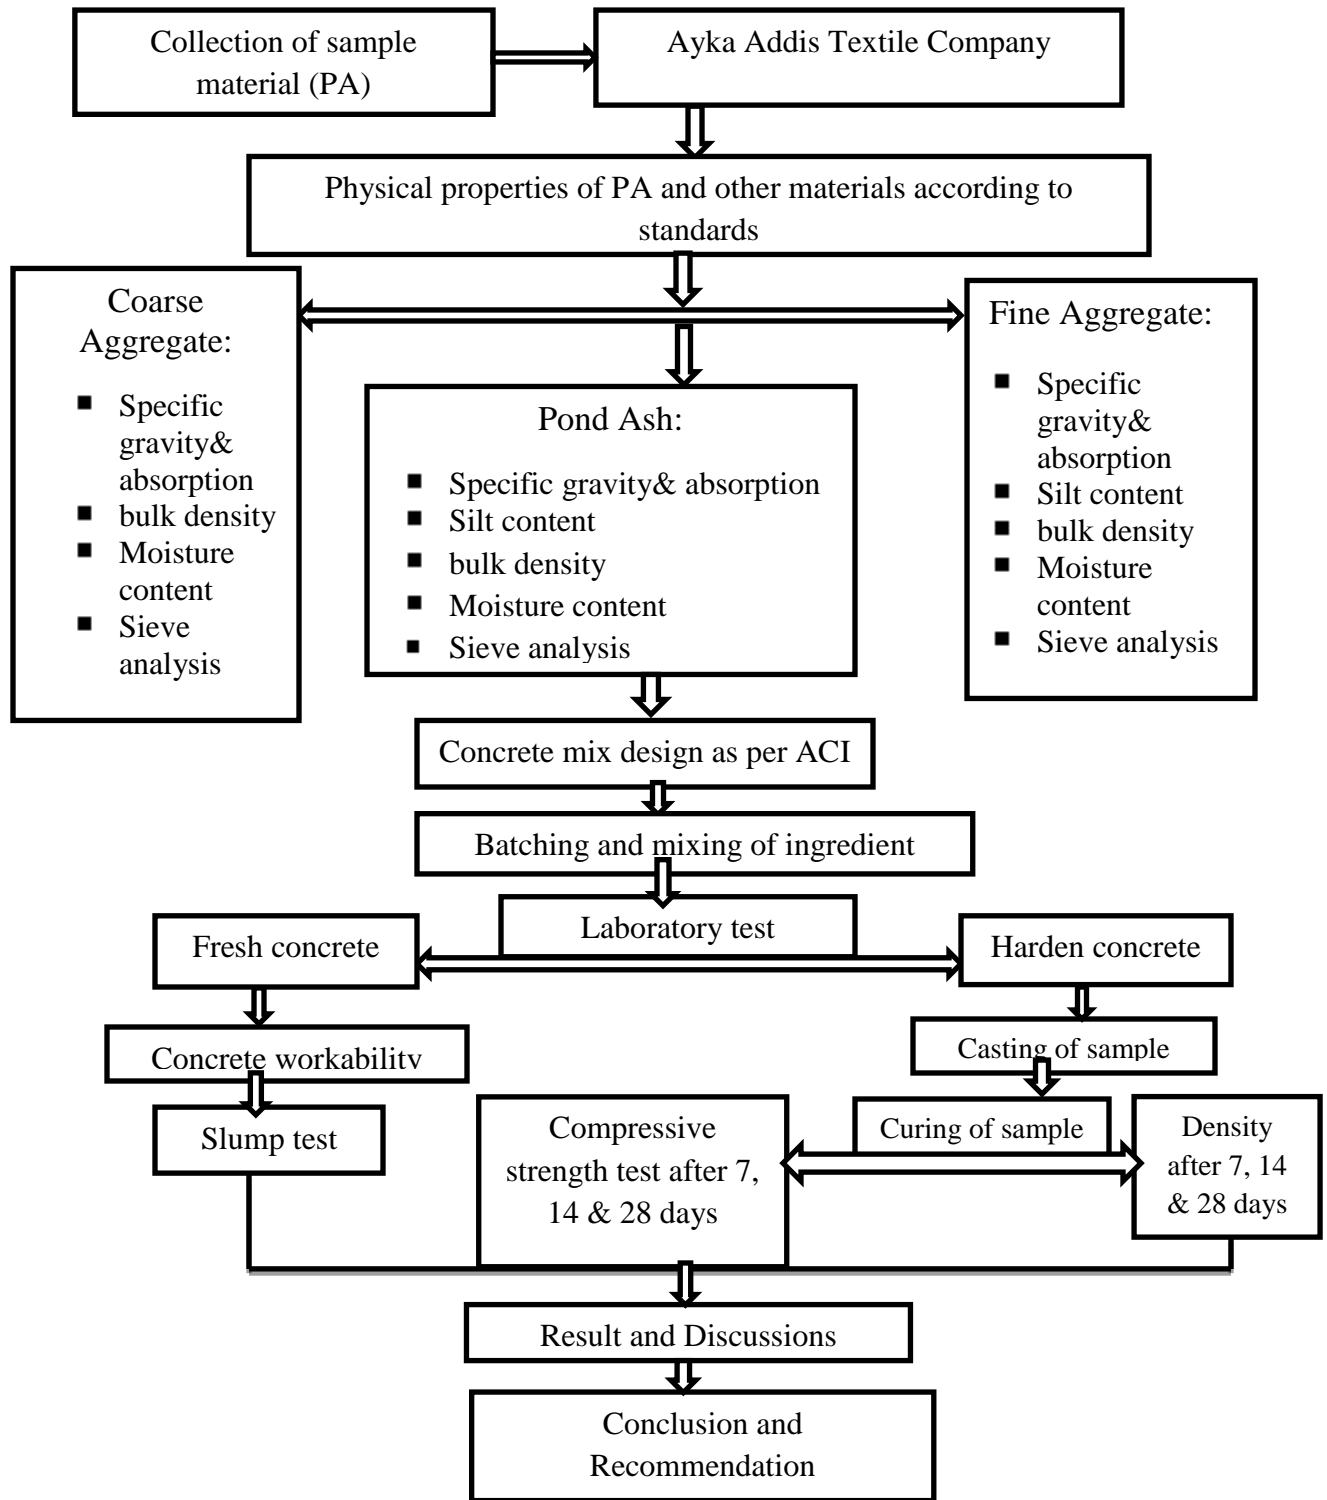 Collection of sample
material (PA)
Ayka Addis Textile Company
Physical properties of PA and other materials according to
standards
Coarse
Aggregate:
■ Specific
gravity&
absorption
■ bulk density
■ Moisture
content
■ Sieve
analysis
Pond Ash:
■ Specific gravity& absorption
■ Silt content
■ bulk density
■ Moisture content
■ Sieve analysis
Fine Aggregate:
■ Specific
gravity&
absorption
■ Silt content
■ bulk density
■ Moisture
content
■ Sieve analysis
Concrete mix design as per ACI
Batching and mixing of ingredient
Laboratory test
Fresh concrete
Harden concrete
Concrete workability
Casting of sample
Slump test
Compressive
strength test after 7,
14 & 28 days
Curing of sample
Density
after 7, 14
& 28 days
Result and Discussions
Conclusion and
Recommendation